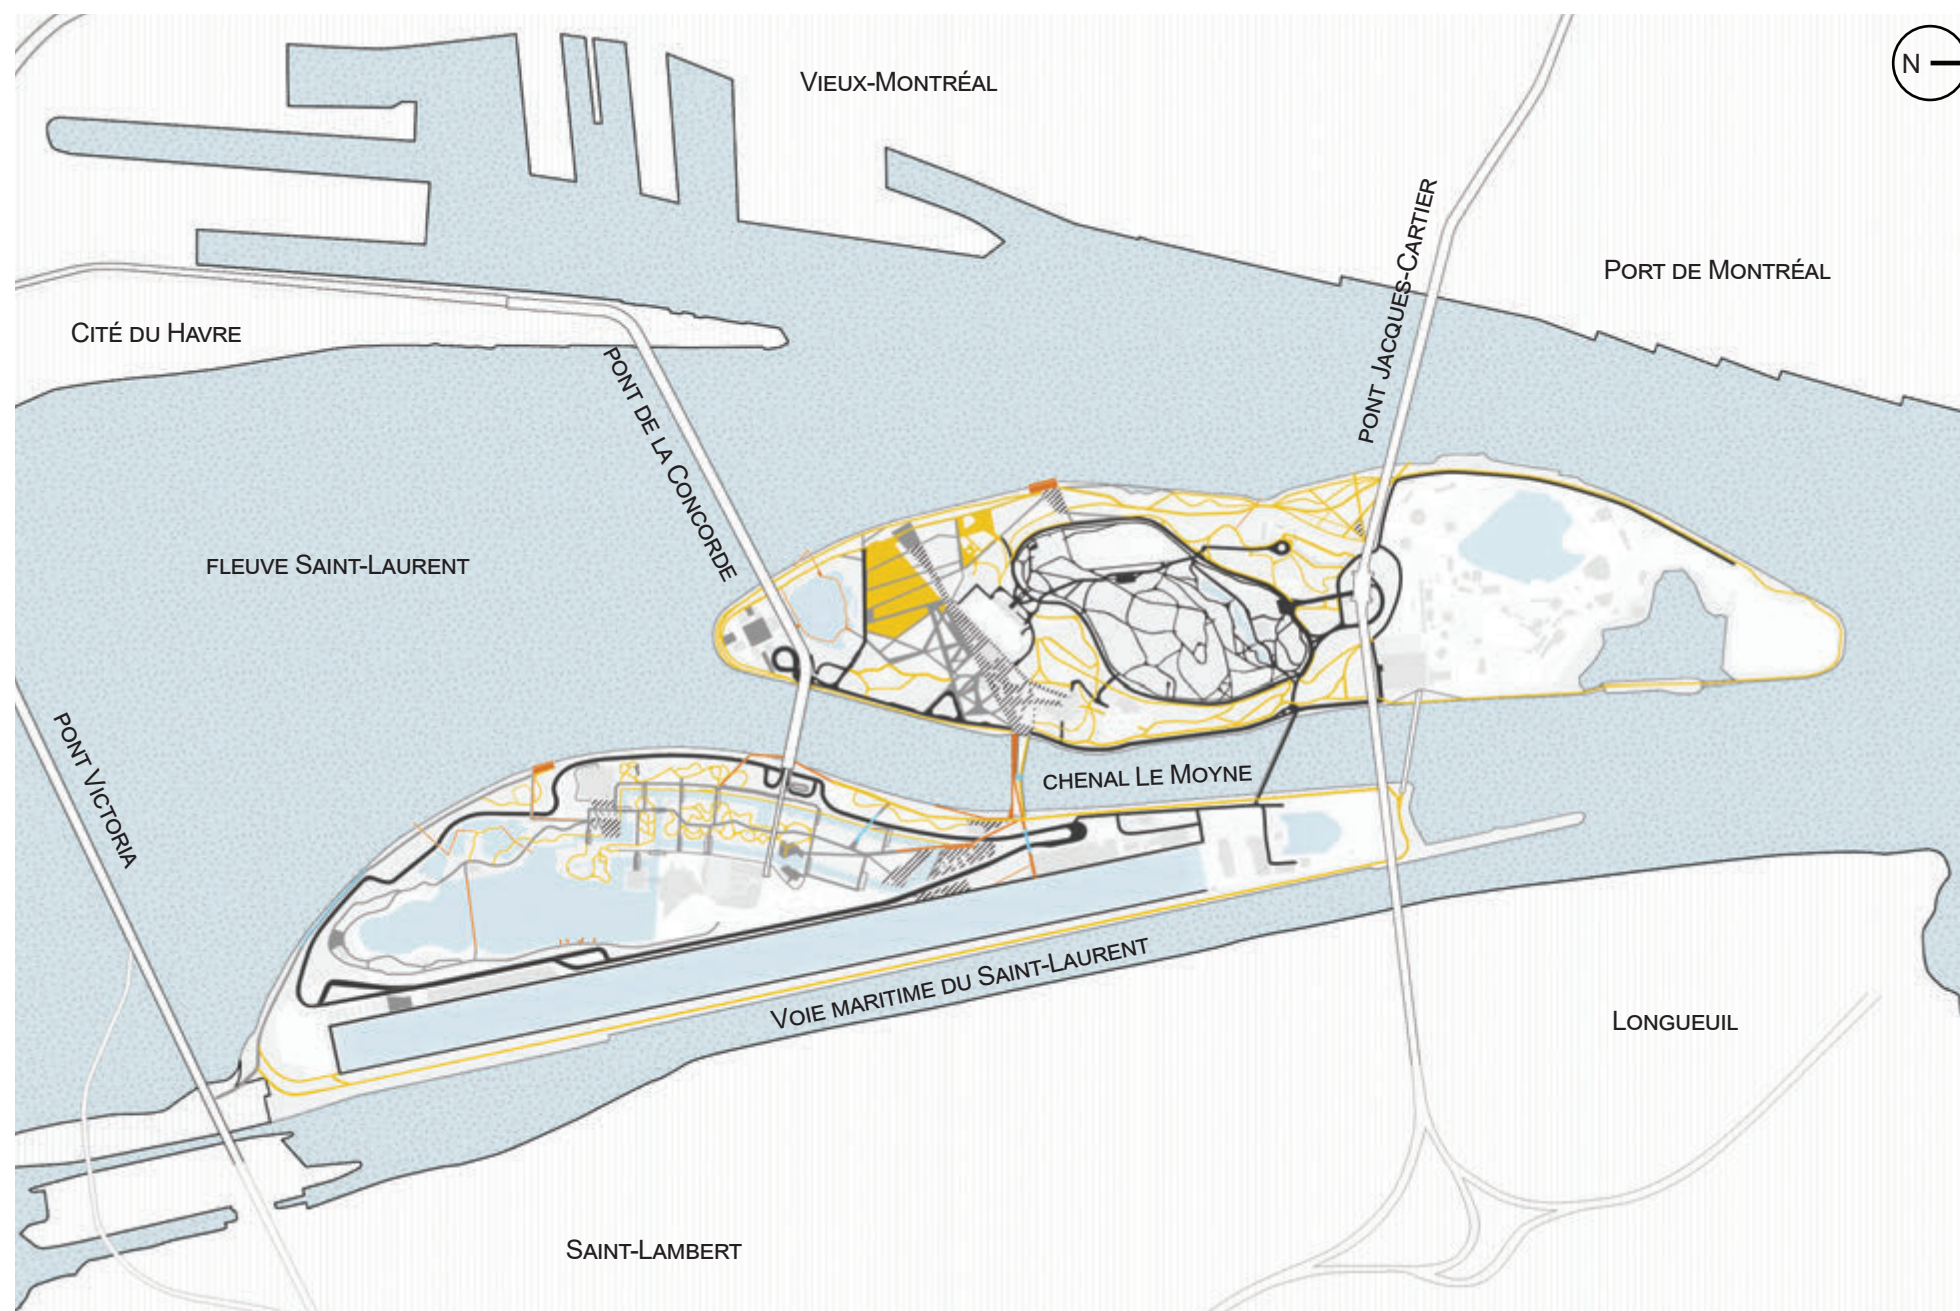 Vieux-Montréal
N
Pont Jacques-Cartier
Port de Montréal
Cité du Havre
pont de la Concorde
fleuve Saint-Laurent
pont Victoria
chenal Le Moyne
Voie maritime du Saint-Laurent
Longueuil
Saint-Lambert